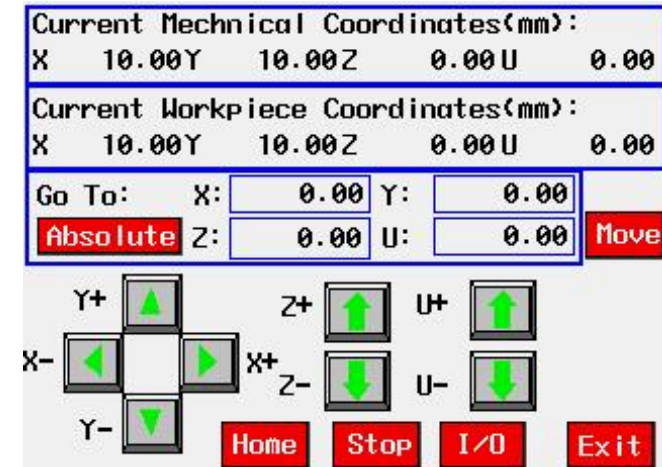 Current Mechnical Coordinates(mm):
X 10.00Y 10.00Z 0.00U 0.00
Current Workpiece Coordinates(mm):
X 10.00Y 10.00Z 0.00U 0.00
Go To: X: 0.00 Y: 0.00
Absolute Z: 0.00 U: 0.00 Move
Y+ Z+ U+
X- X+ Z- U-
Y- Home Stop I/O Exit